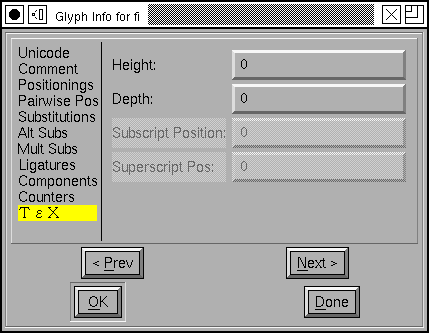 Glyph Info for fi
Unicode
Comment
Positionings
Pairwise Pos
Substitutions
Alt Subs
Mult Subs
Ligatures
Components
Counters
T ε X
Height: 0
Depth: 0
Subscript Position: 0
Superscript Pos: 0
< Prev
Next >
OK
Done